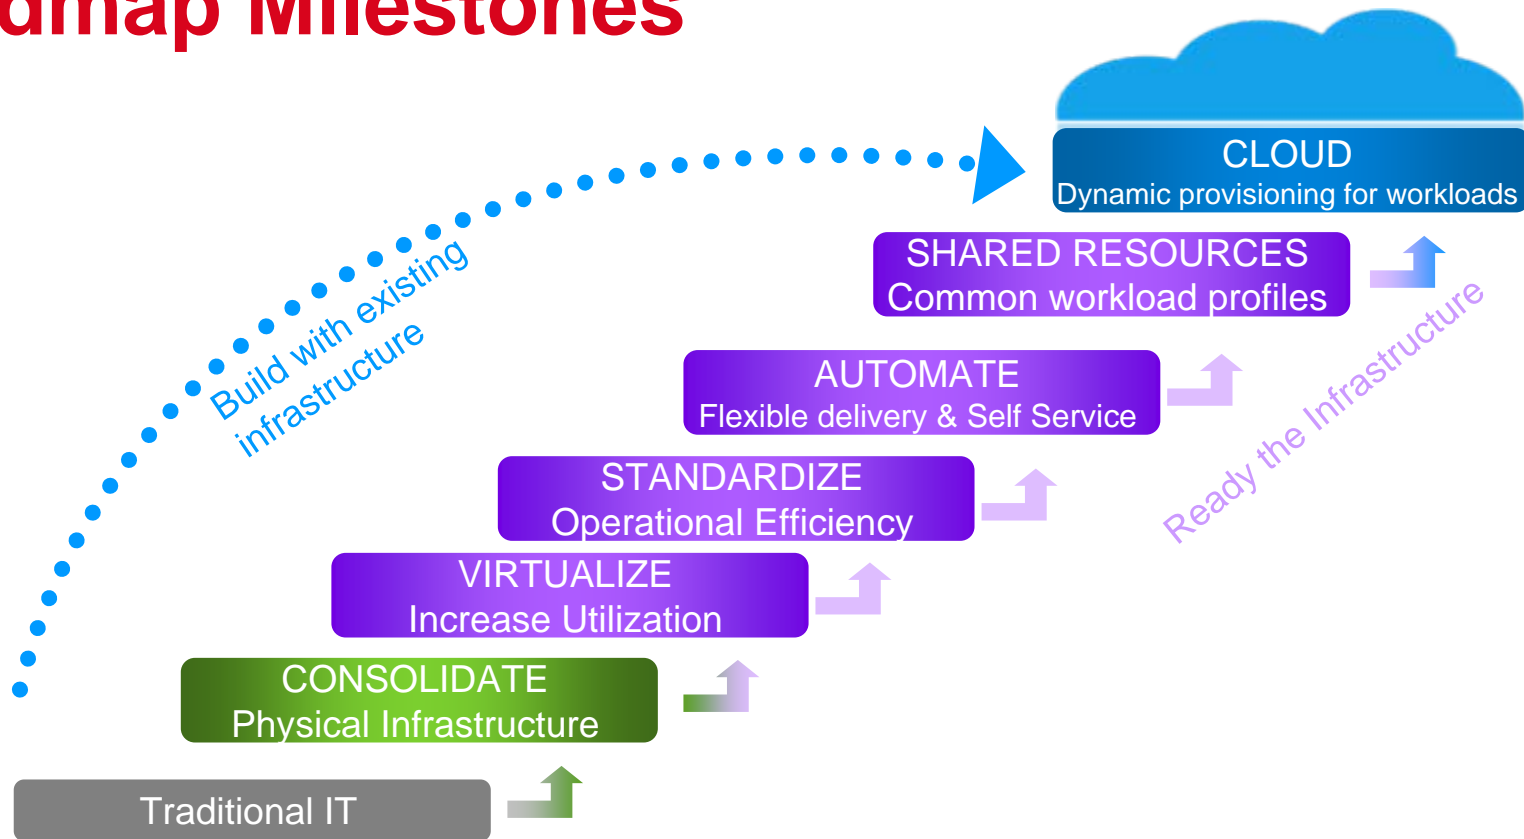 dmap Milestones
CLOUD
Dynamic provisioning for workloads
SHARED RESOURCES
Common workload profiles
AUTOMATE
Flexible delivery & Self Service
STANDARDIZE
Operational Efficiency
VIRTUALIZE
Increase Utilization
CONSOLIDATE
Physical Infrastructure
Traditional IT
Build with existing
infrastructure
Ready the Infrastructure